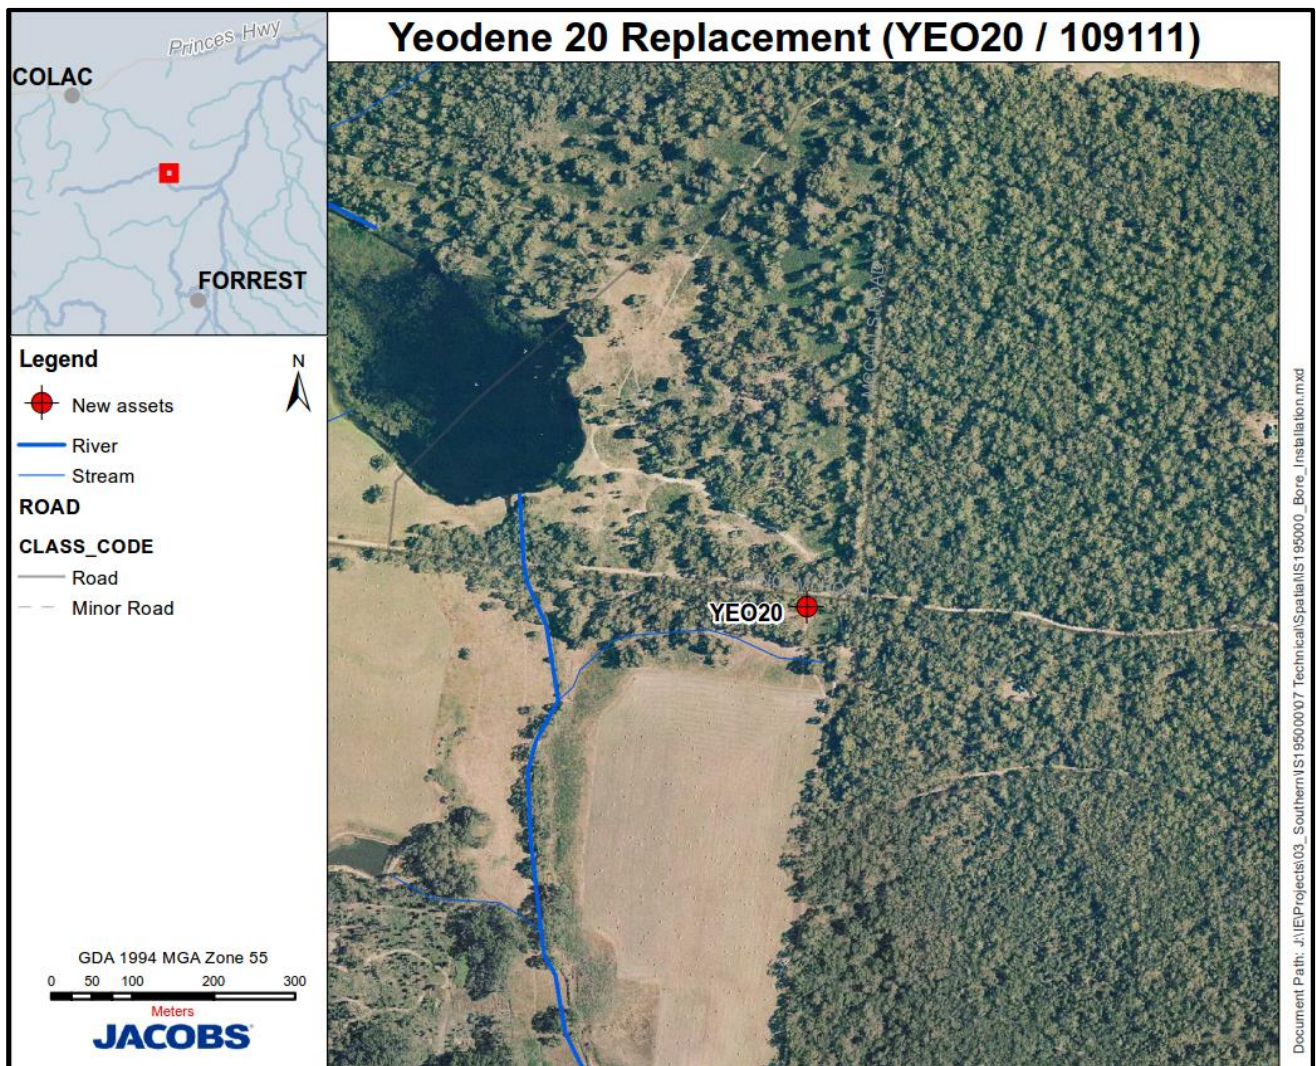 Yeodene 20 Replacement (YEO20 / 109111)
Princes Hwy
COLAC
FORREST
Legend
N
New assets
River
Stream
ROAD
CLASS_CODE
Road
Minor Road
YEO20
GDA 1994 MGA Zone 55
0 50 100 200 300
Meters
JACOBS
Document Path: J:\IE\Projects\03_Southern\IS195000\07 Technical\Spatial\IS195000_Bore_Installation.mxd